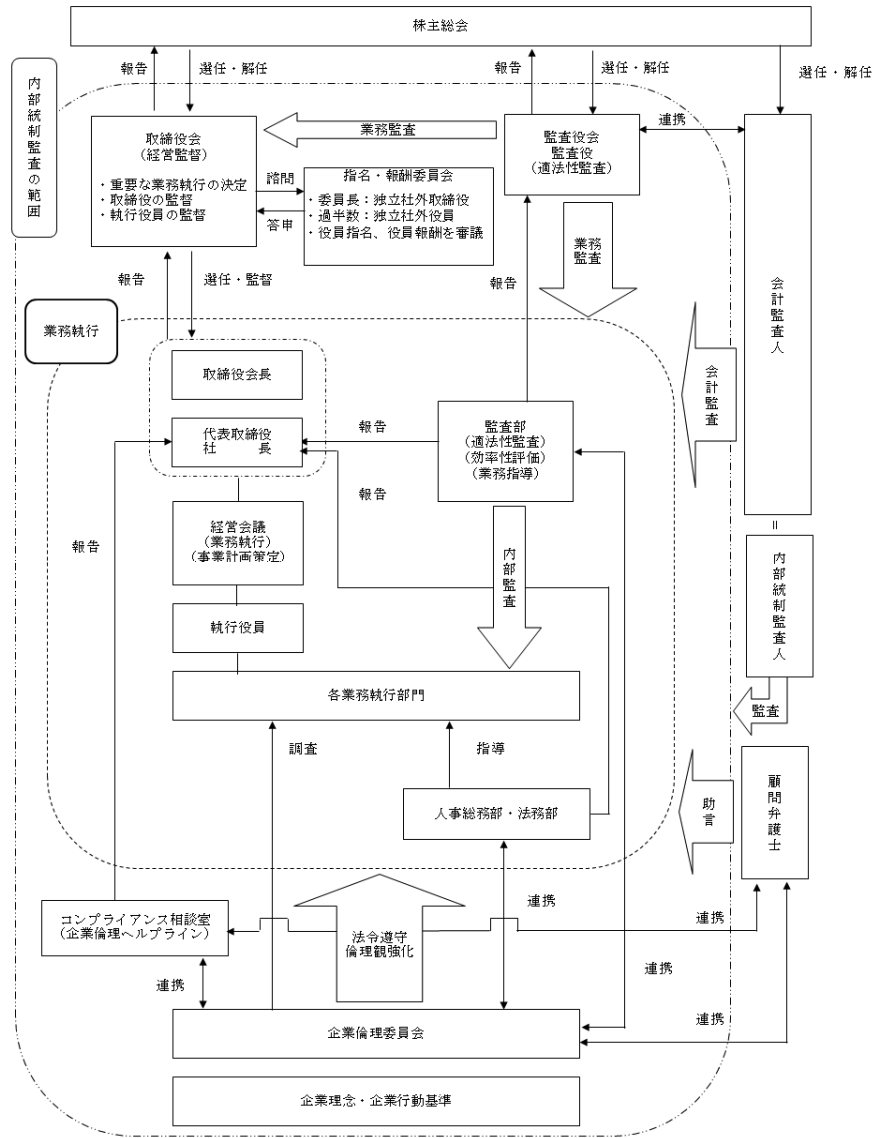 株主総会
報告
選任・解任
報告
選任・解任
選任・解任
内部統制監査の範囲
取締役会
(経営監督)
・重要な業務執行の決定
・取締役の監督
・執行役員の監督
業務監査
監査役会
監査役
(適法性監査)
連携
諮問
答申
指名・報酬委員会
・委員長：独立社外取締役
・過半数：独立社外役員
・役員指名、役員報酬を審議
業務監査
会計監査人
報告
選任・監督
報告
業務執行
取締役会長
代表取締役
社　　長
報告
監査部
(適法性監査)
(効率性評価)
(業務指導)
会計監査
報告
報告
経営会議
(業務執行)
(事業計画策定)
内部監査
＝
内部統制監査人
執行役員
各業務執行部門
監査
調査
指導
人事総務部・法務部
助言
顧問弁護士
コンプライアンス相談室
(企業倫理ヘルプライン)
法令遵守
倫理観強化
連携
連携
連携
連携
連携
企業倫理委員会
企業理念・企業行動基準